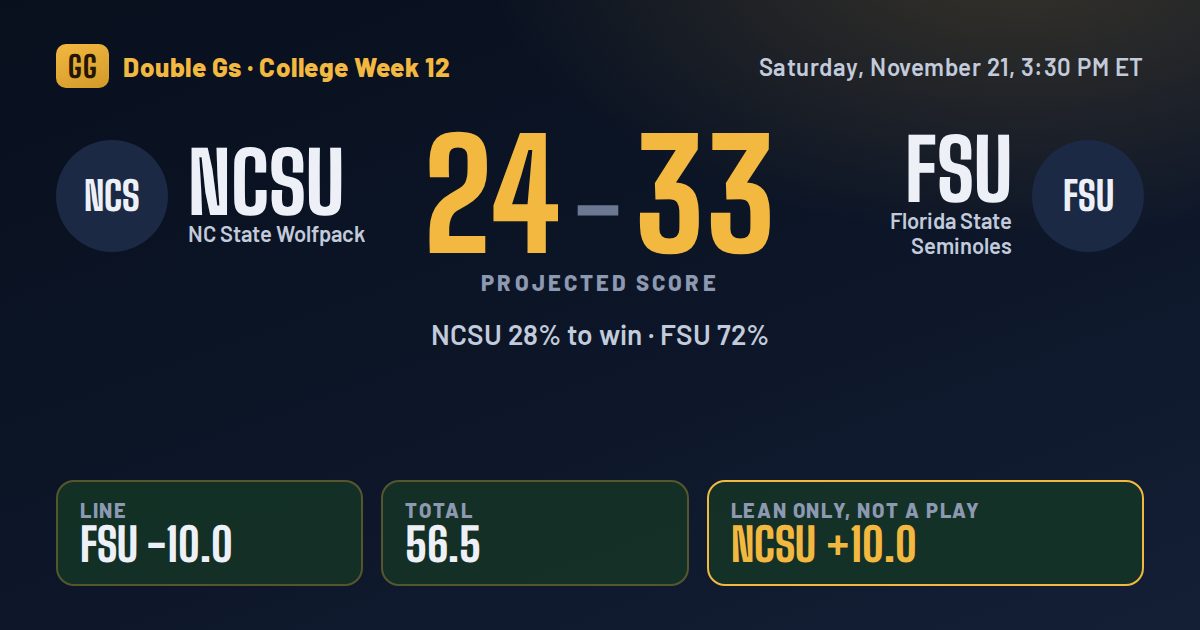 GG Double Gs · College Week 12
Saturday, November 21, 3:30 PM ET
NCS
NCSU
NC State Wolpack
24 – 33
PROJECTED SCORE
NCSU 28% to win · FSU 72%
FSU
Florida State
Seminoles
FSU
LINE
FSU −10.0
TOTAL
56.5
LEAN ONLY, NOT A PLAY
NCSU +10.0